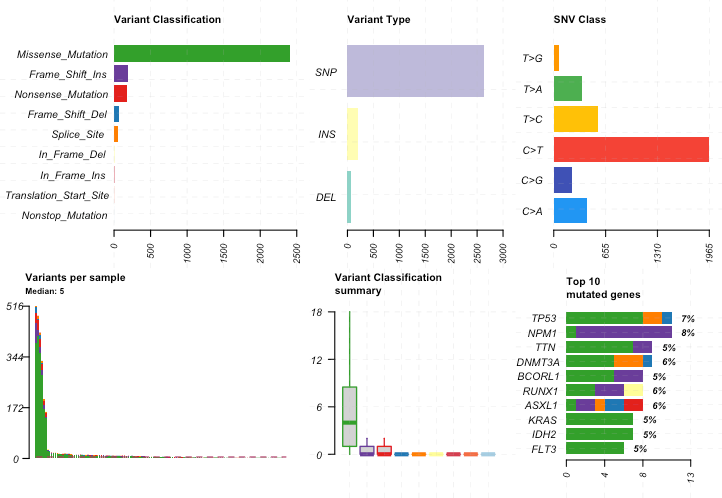 Variant Classification
Missense_Mutation
Frame_Shift_Ins
Nonsense_Mutation
Frame_Shift_Del
Splice_Site
In_Frame_Del
In_Frame_Ins
Translation_Start_Site
Nonstop_Mutation
0 500 1000 1500 2000 2500
Variant Type
SNP
INS
DEL
0 500 1000 1500 2000 2500 3000
SNV Class
T>G
T>A
T>C
C>T
C>G
C>A
0 655 1310 1965
Variants per sample
Median: 5
516
344
172
0
Variant Classification
summary
18
12
6
0
Top 10
mutated genes
TP53 7%
NPM1 8%
TTN 5%
DNMT3A 6%
BCORL1 5%
RUNX1 6%
ASXL1 6%
KRAS 5%
IDH2 5%
FLT3 5%
0 4 8 13